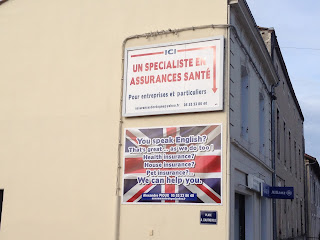 ICI
UN SPECIALISTE EN
ASSURANCES SANTÉ
Pour entreprises et particuliers
You speak English?
That's great... as we do too!
Health insurance?
House insurance?
Pet insurance?...
We can help you.
PLACE